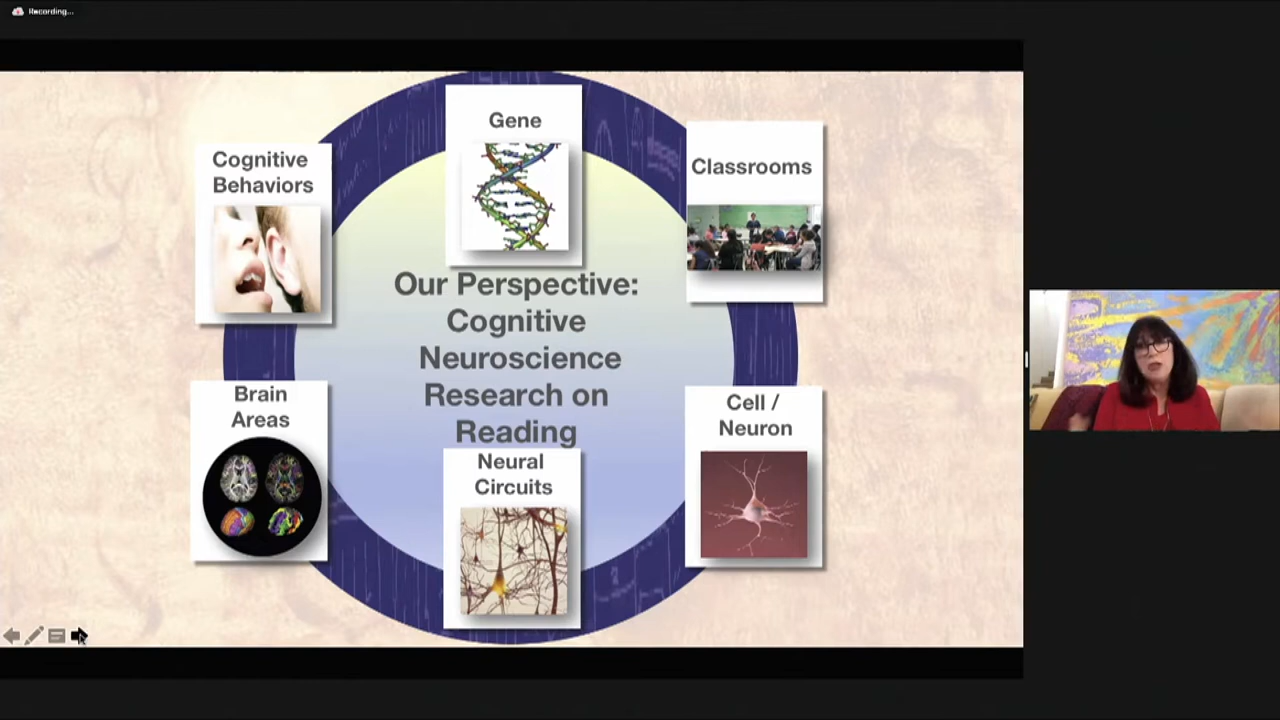 Recording...
Gene
Cognitive
Behaviors
Classrooms
Our Perspective:
Cognitive
Neuroscience
Research on
Reading
Brain
Areas
Cell /
Neuron
Neural
Circuits